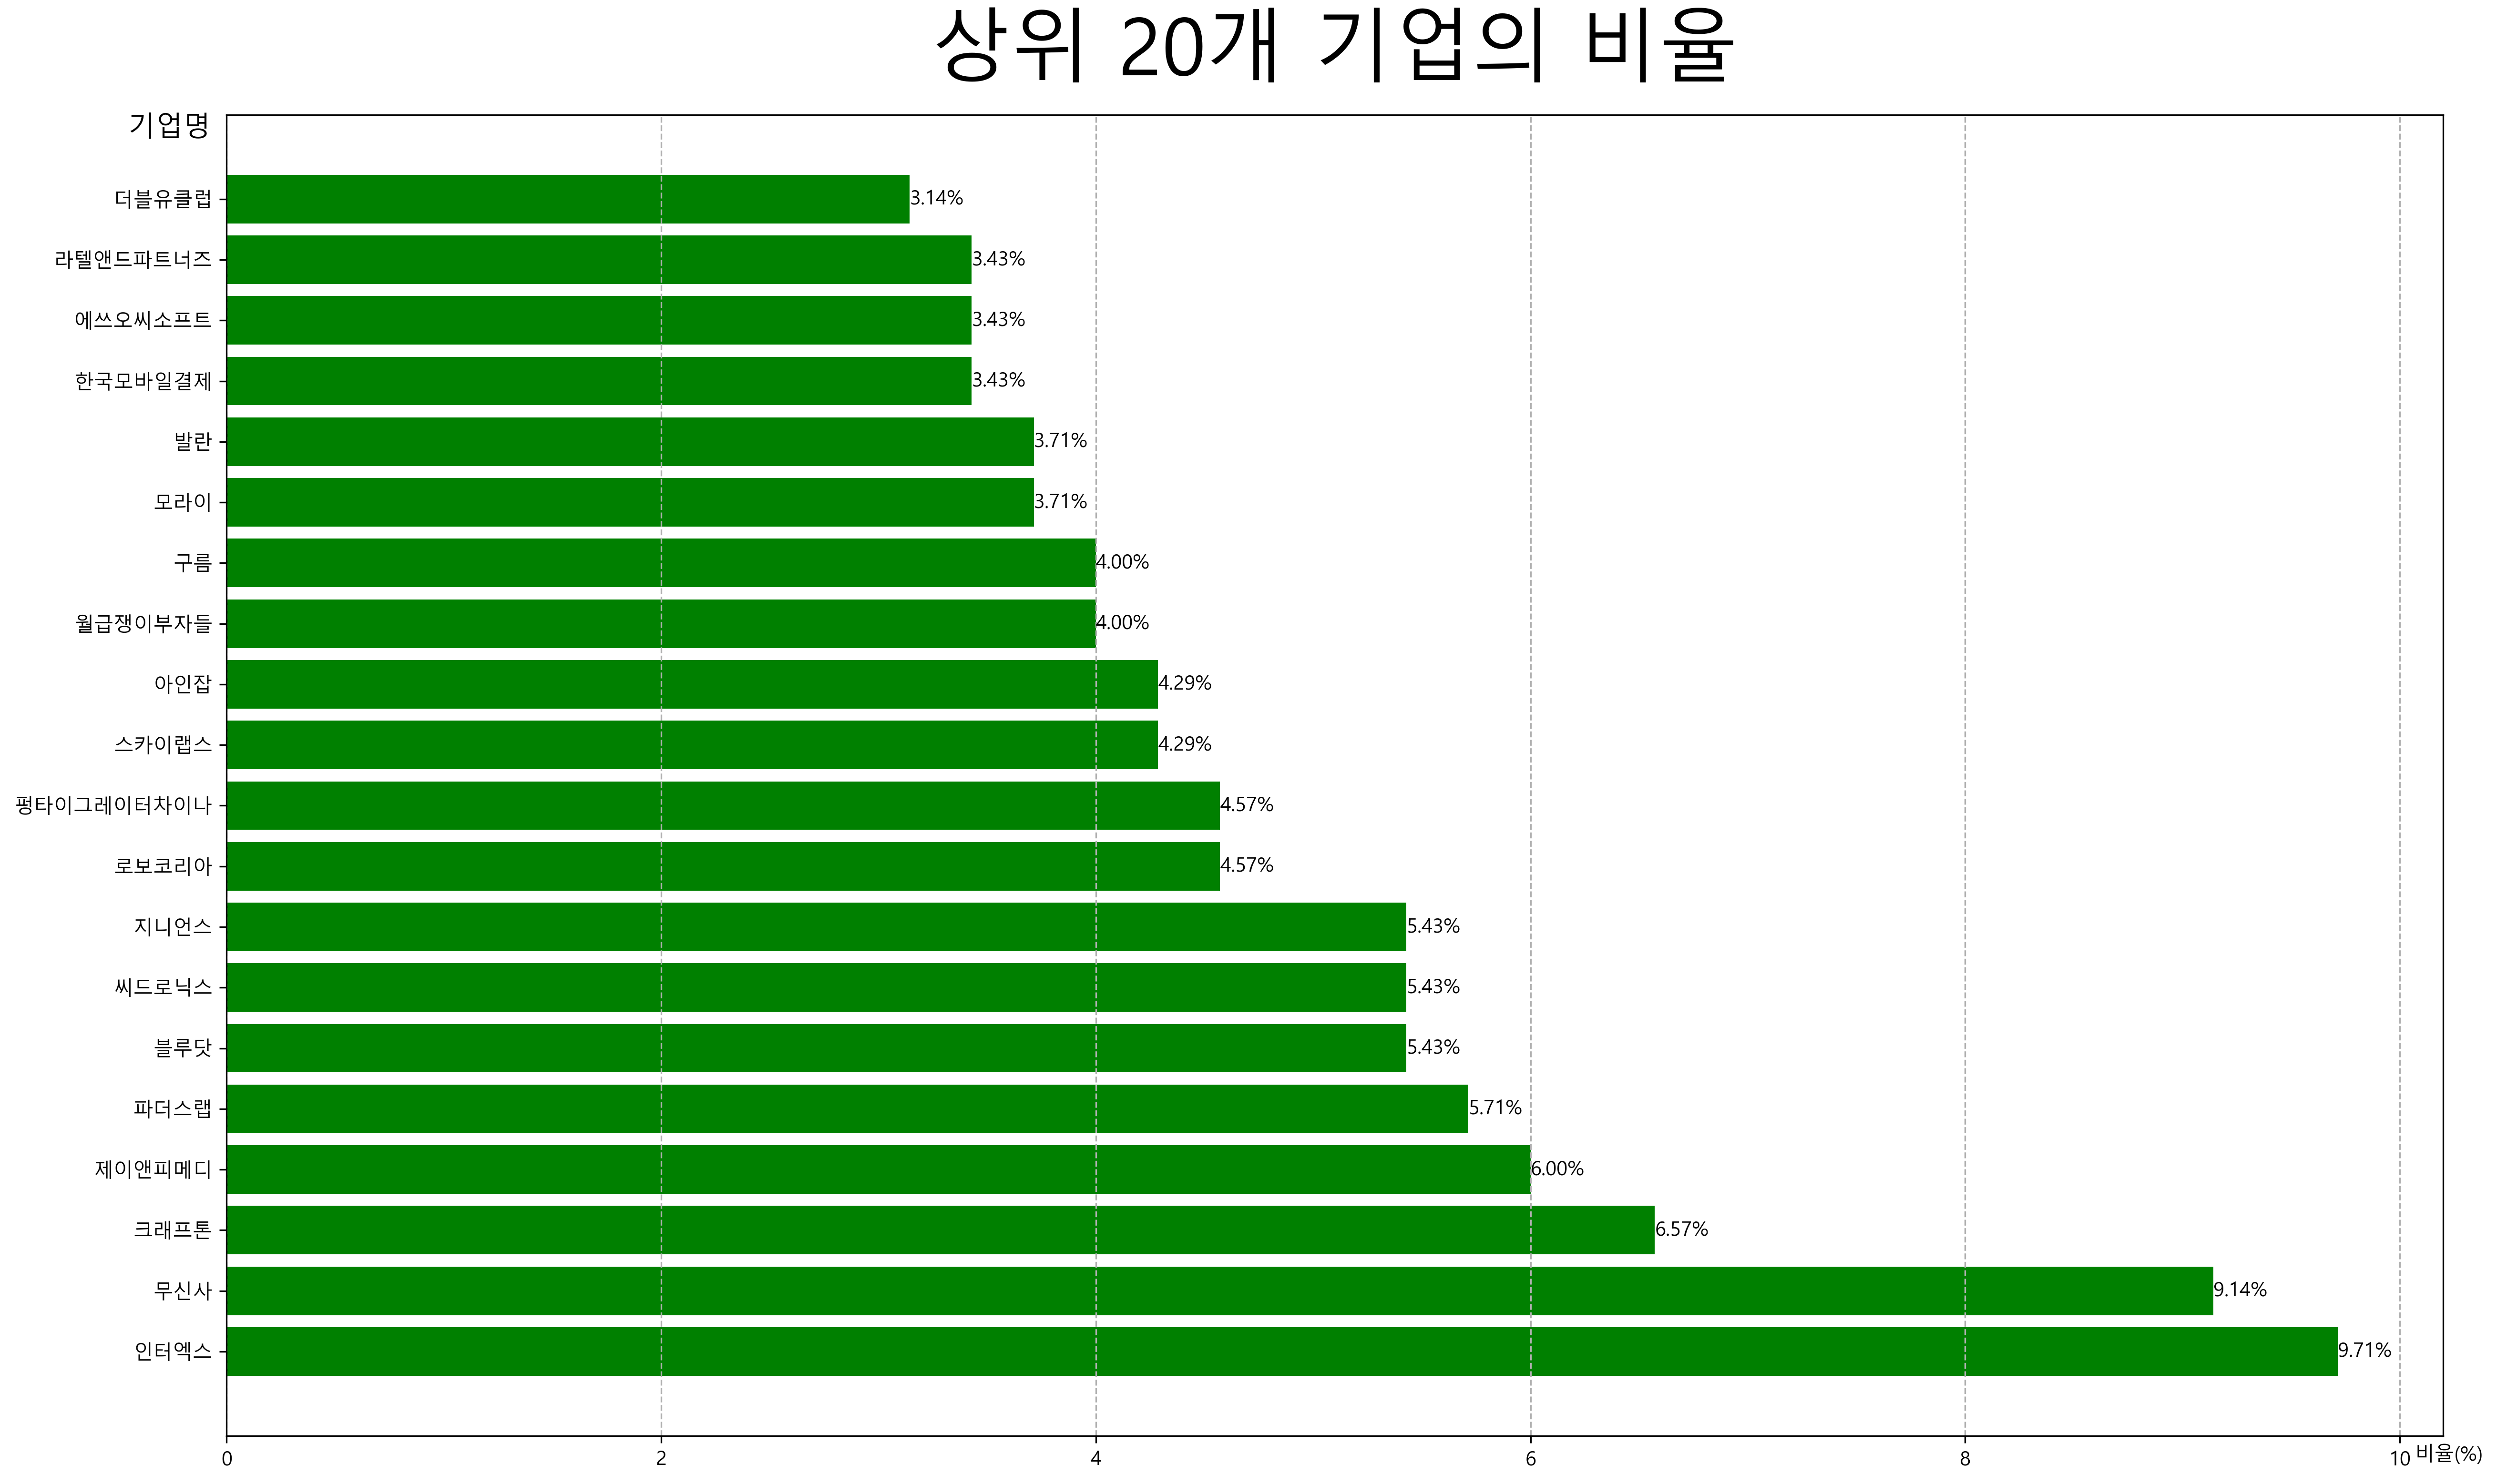 상위 20개 기업의 비율
기업명
더블유클럽 3.14%
라텔앤드파트너즈 3.43%
에쓰오씨소프트 3.43%
한국모바일결제 3.43%
발란 3.71%
모라이 3.71%
구름 4.00%
월급쟁이부자들 4.00%
아인잡 4.29%
스카이랩스 4.29%
펑타이그레이터차이나 4.57%
로보코리아 4.57%
지니언스 5.43%
씨드로닉스 5.43%
블루닷 5.43%
파더스랩 5.71%
제이앤피메디 6.00%
크래프톤 6.57%
무신사 9.14%
인터엑스 9.71%
0 2 4 6 8 10 비율(%)